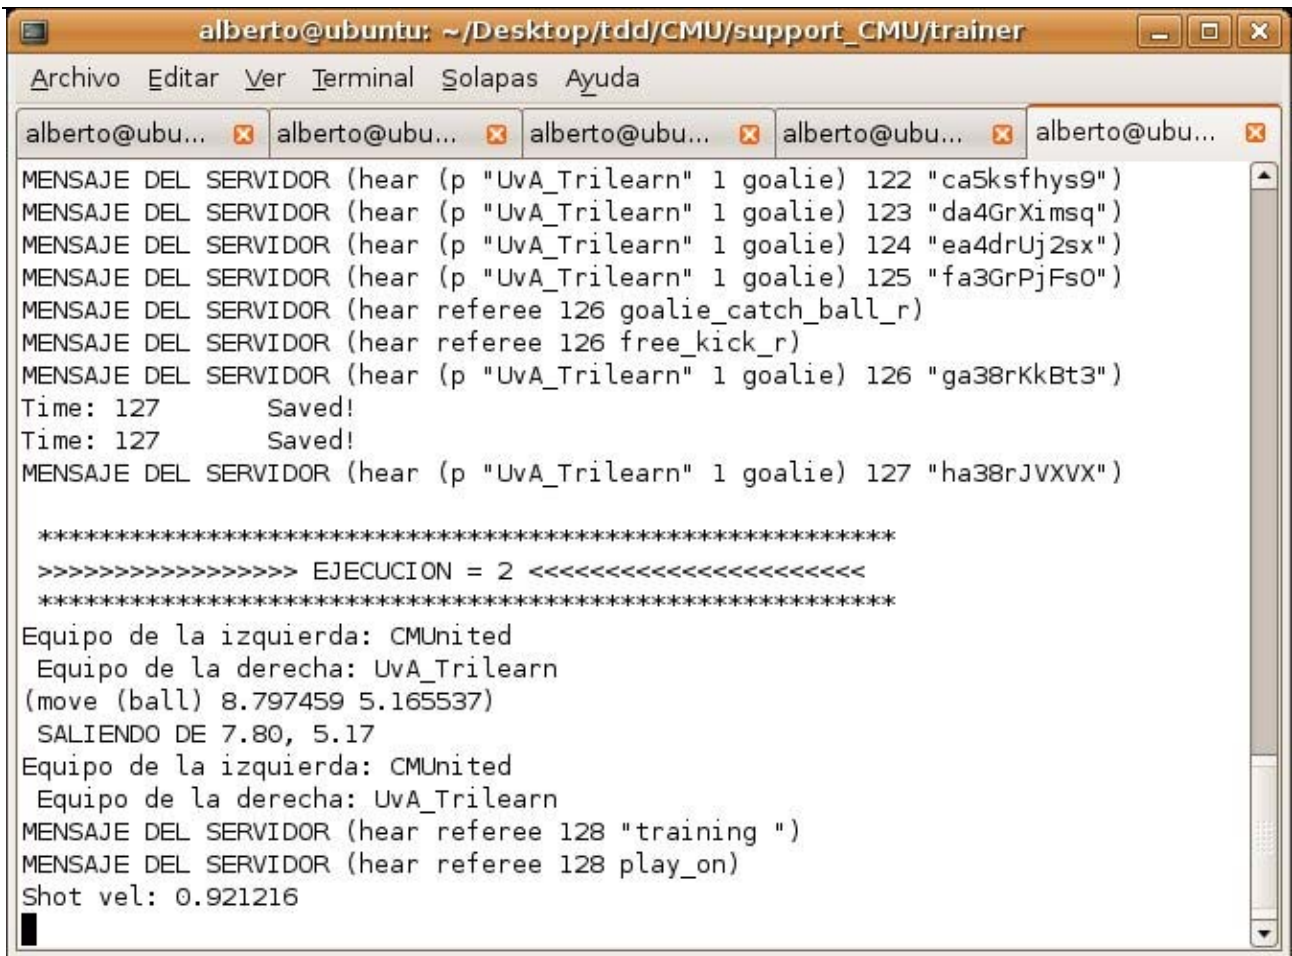 alberto@ubuntu: ~/Desktop/tdd/CMU/support_CMU/trainer
Archivo Editar Ver Terminal Solapas Ayuda
alberto@ubu... alberto@ubu... alberto@ubu... alberto@ubu... alberto@ubu...
MENSAJE DEL SERVIDOR (hear (p "UvA_Trilearn" 1 goalie) 122 "ca5ksfhys9")
MENSAJE DEL SERVIDOR (hear (p "UvA_Trilearn" 1 goalie) 123 "da4GrXimsq")
MENSAJE DEL SERVIDOR (hear (p "UvA_Trilearn" 1 goalie) 124 "ea4drUj2sx")
MENSAJE DEL SERVIDOR (hear (p "UvA_Trilearn" 1 goalie) 125 "fa3GrPjFsO")
MENSAJE DEL SERVIDOR (hear referee 126 goalie_catch_ball_r)
MENSAJE DEL SERVIDOR (hear referee 126 free_kick_r)
MENSAJE DEL SERVIDOR (hear (p "UvA_Trilearn" 1 goalie) 126 "ga38rKkBt3")
Time: 127       Saved!
Time: 127       Saved!
MENSAJE DEL SERVIDOR (hear (p "UvA_Trilearn" 1 goalie) 127 "ha38rJVXVX")
********************************************************
>>>>>>>>>>>>>>>>> EJECUCION = 2 <<<<<<<<<<<<<<<<<<<<<<
********************************************************
Equipo de la izquierda: CMUnited
Equipo de la derecha: UvA_Trilearn
(move (ball) 8.797459 5.165537)
SALIENDO DE 7.80, 5.17
Equipo de la izquierda: CMUnited
Equipo de la derecha: UvA_Trilearn
MENSAJE DEL SERVIDOR (hear referee 128 "training ")
MENSAJE DEL SERVIDOR (hear referee 128 play_on)
Shot vel: 0.921216